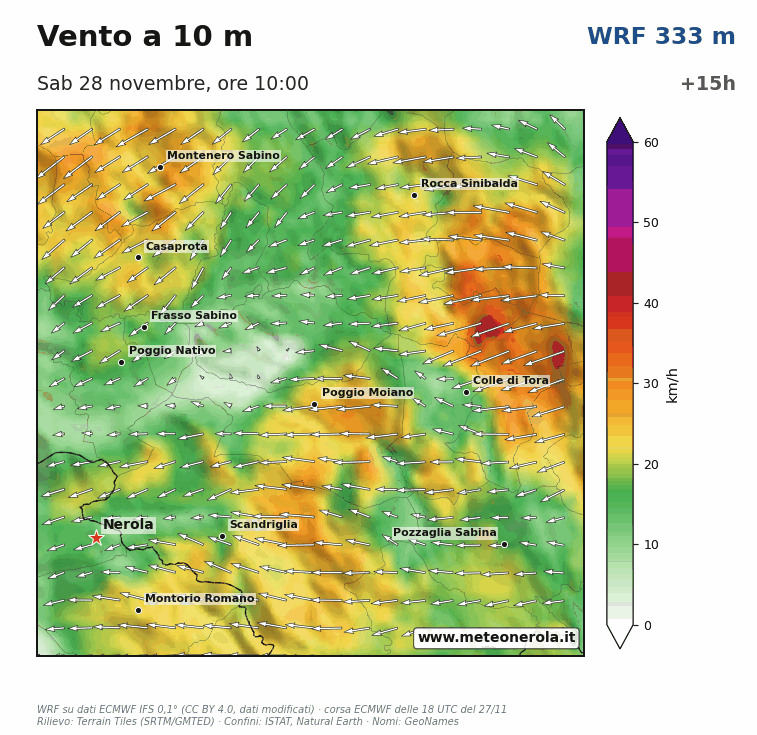 Vento a 10 m
WRF 333 m
Sab 28 novembre, ore 10:00
+15h
Montenero Sabino
Rocca Sinibalda
Casaprota
Frasso Sabino
Poggio Nativo
Colle di Tora
Poggio Moiano
Nerola
Scandriglia
Pozzaglia Sabina
Montorio Romano
www.meteonerola.it
60
50
40
30
20
10
0
km/h
WRF su dati ECMWF IFS 0,1° (CC BY 4.0, dati modificati) · corsa ECMWF delle 18 UTC del 27/11
Rilievo: Terrain Tiles (SRTM/GMTED) · Confini: ISTAT, Natural Earth · Nomi: GeoNames